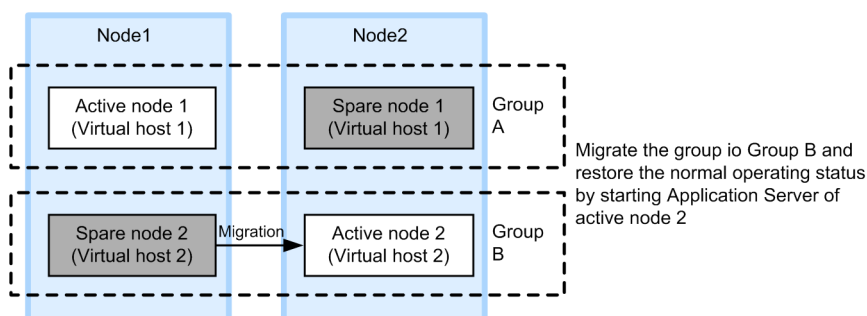 Node1
Node2
Active node 1
(Virtual host 1)
Spare node 1
(Virtual host 1)
Group
A
Migrate the group io Group B and
restore the normal operating status
by starting Application Server of
active node 2
Spare node 2
(Virtual host 2)
Migration
Active node 2
(Virtual host 2)
Group
B